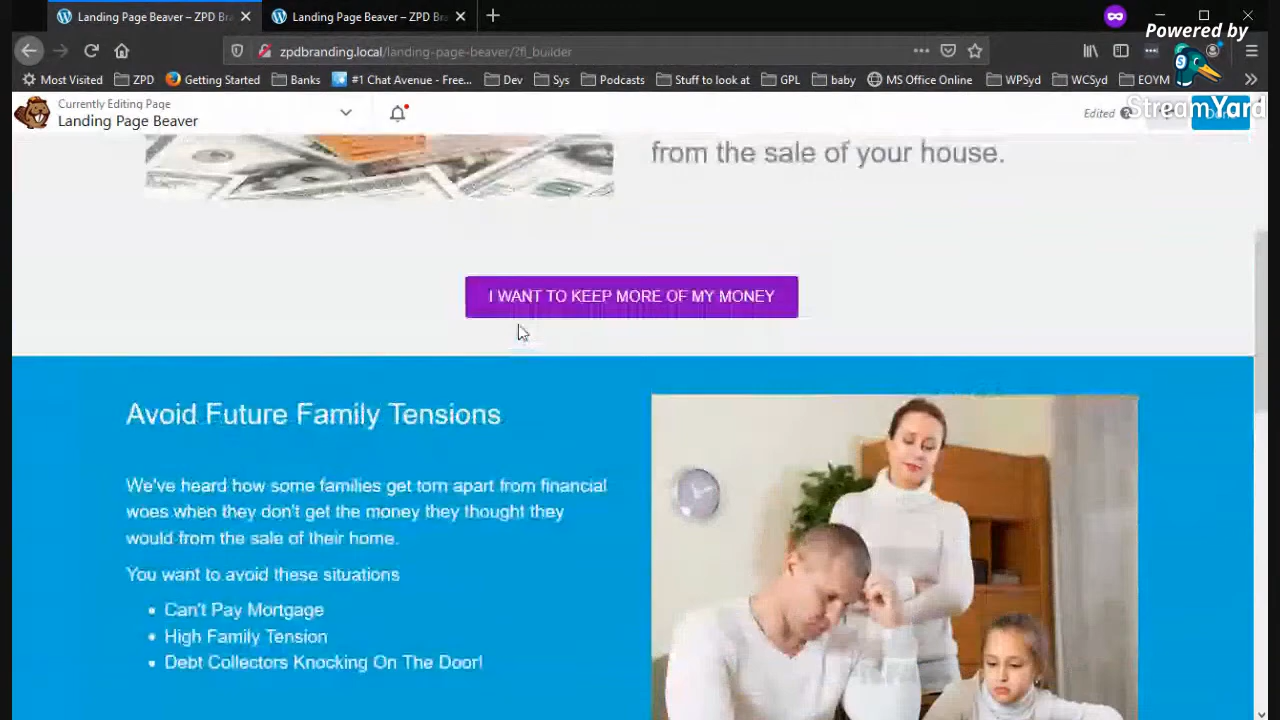 Landing Page Beaver – ZPD Bra
Landing Page Beaver – ZPD Bra
Powered by
zpdbranding.local/landing-page-beaver/?fl_builder
Most Visited
ZPD
Getting Started
Banks
#1 Chat Avenue - Free...
Dev
Sys
Podcasts
Stuff to look at
GPL
baby
MS Office Online
WPSyd
WCSyd
EOYM
StreamYard
Currently Editing Page
Landing Page Beaver
Edited
from the sale of your house.
I WANT TO KEEP MORE OF MY MONEY
Avoid Future Family Tensions
We've heard how some families get torn apart from financial
woes when they don't get the money they thought they
would from the sale of their home.
You want to avoid these situations
Can't Pay Mortgage
High Family Tension
Debt Collectors Knocking On The Door!